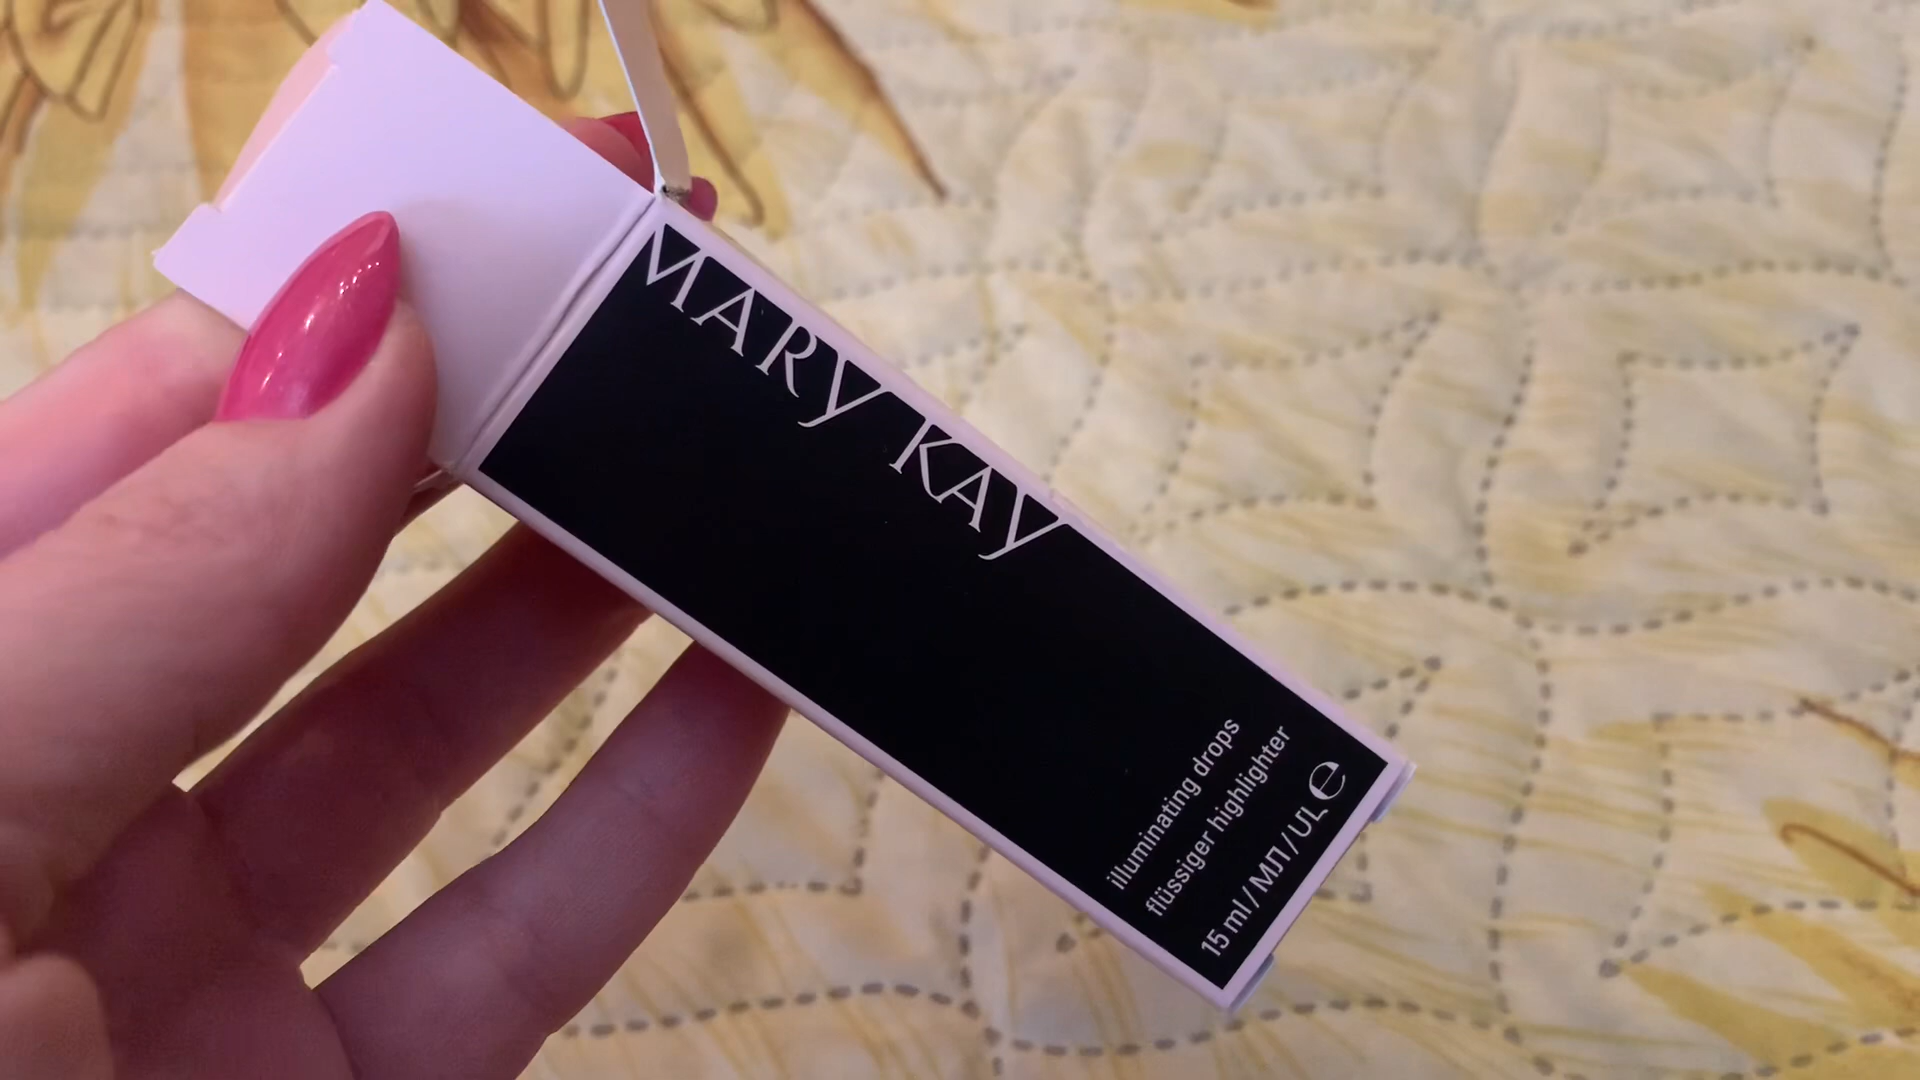 MARY KAY
illuminating drops
flüssiger highlighter
15 ml / МЛ / UL ℮